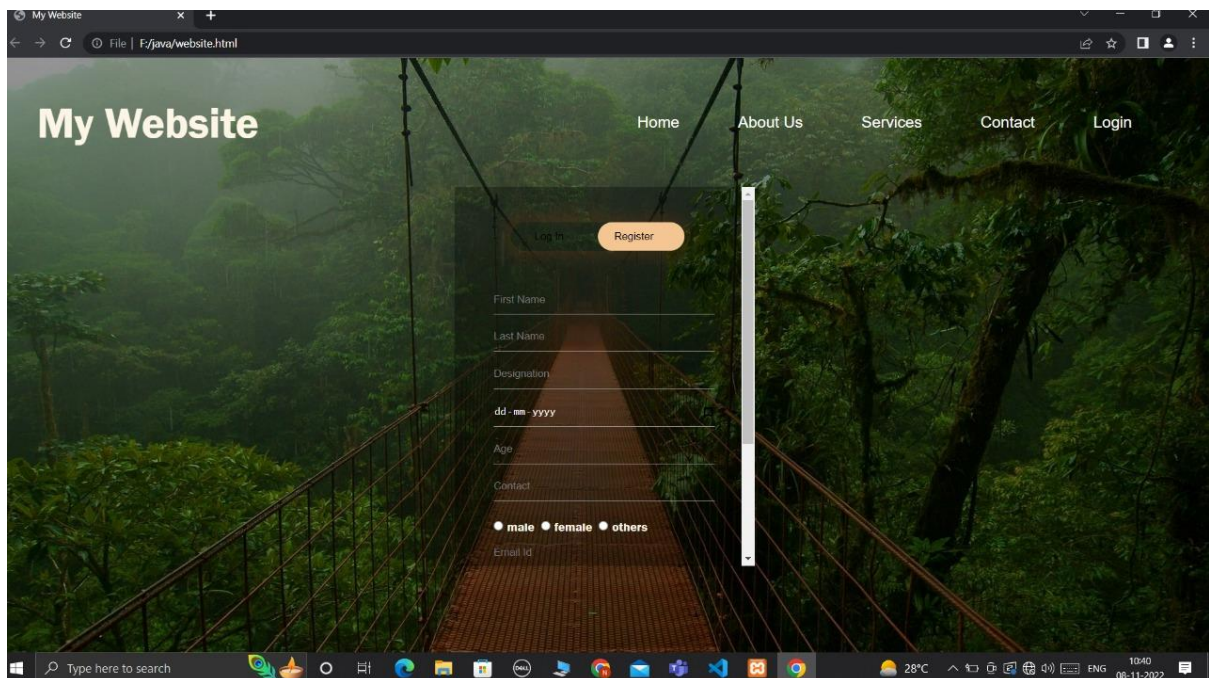 My Website
File | F:/java/website.html
My Website
Home About Us Services Contact Login
Log In Register
First Name
Last Name
Designation
dd-mm-yyyy
Age
Contact
male female others
Email Id
Type here to search
DELL
28°C
ENG
10:40
08-11-2022